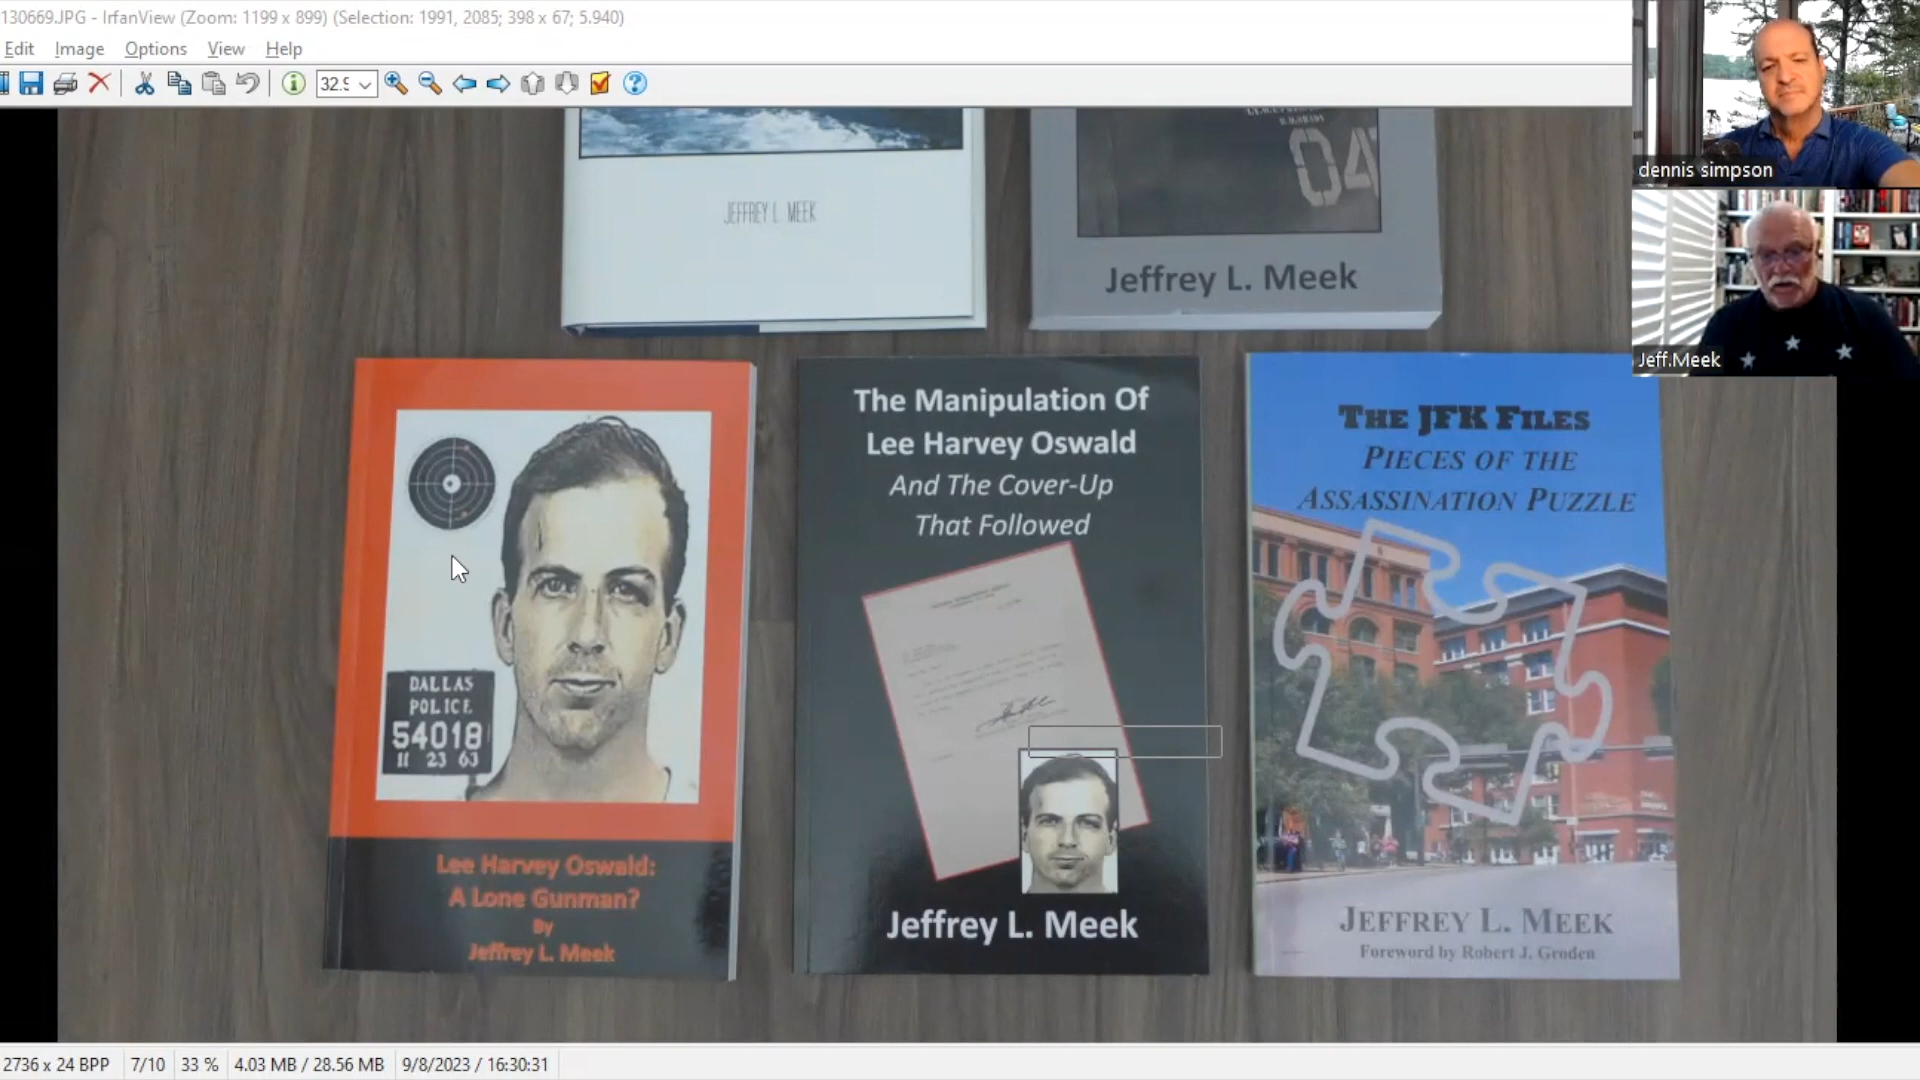 130669.JPG - IrfanView (Zoom: 1199 x 899) (Selection: 1991, 2085; 398 x 67; 5.940)
Edit Image Options View Help
32.
dennis simpson
Jeff.Meek
04
JEFFREY L. MEEK
Jeffrey L. Meek
DALLAS
POLICE
54018
11 23 63
Lee Harvey Oswald:
A Lone Gunman?
By
Jeffrey L. Meek
The Manipulation Of
Lee Harvey Oswald
And The Cover-Up
That Followed
Jeffrey L. Meek
THE JFK FILES
PIECES OF THE
ASSASSINATION PUZZLE
JEFFREY L. MEEK
Foreword by Robert J. Groden
2736 x 24 BPP 7/10 33 % 4.03 MB / 28.56 MB 9/8/2023 / 16:30:31